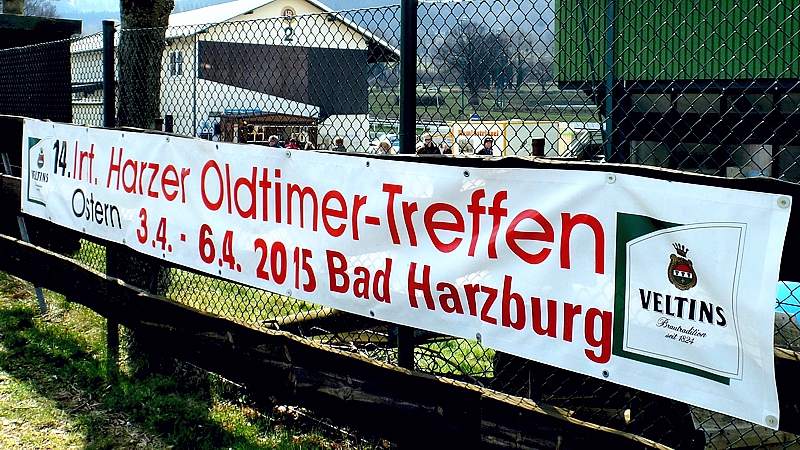 VELTINS
14. Int. Harzer Oldtimer-Treffen
Ostern 3.4. - 6.4. 2015 Bad Harzburg
VELTINS
Brautradition
seit 1824
2